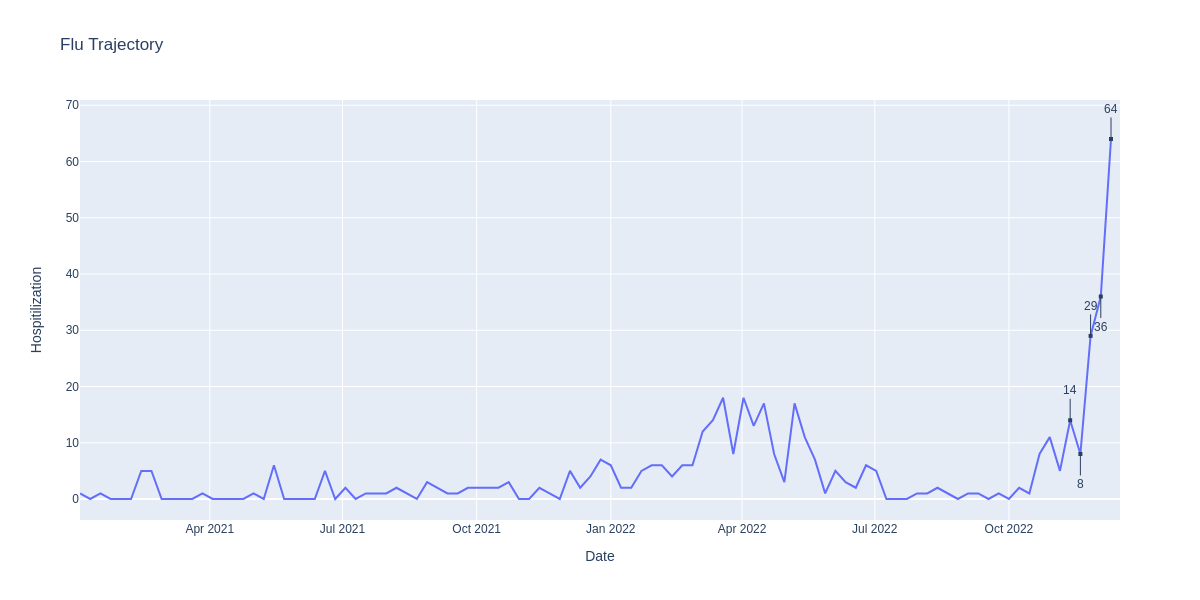 Flu Trajectory
70
60
50
40
30
20
10
0
Hospitilization
64
29
36
14
8
Apr 2021
Jul 2021
Oct 2021
Jan 2022
Apr 2022
Jul 2022
Oct 2022
Date